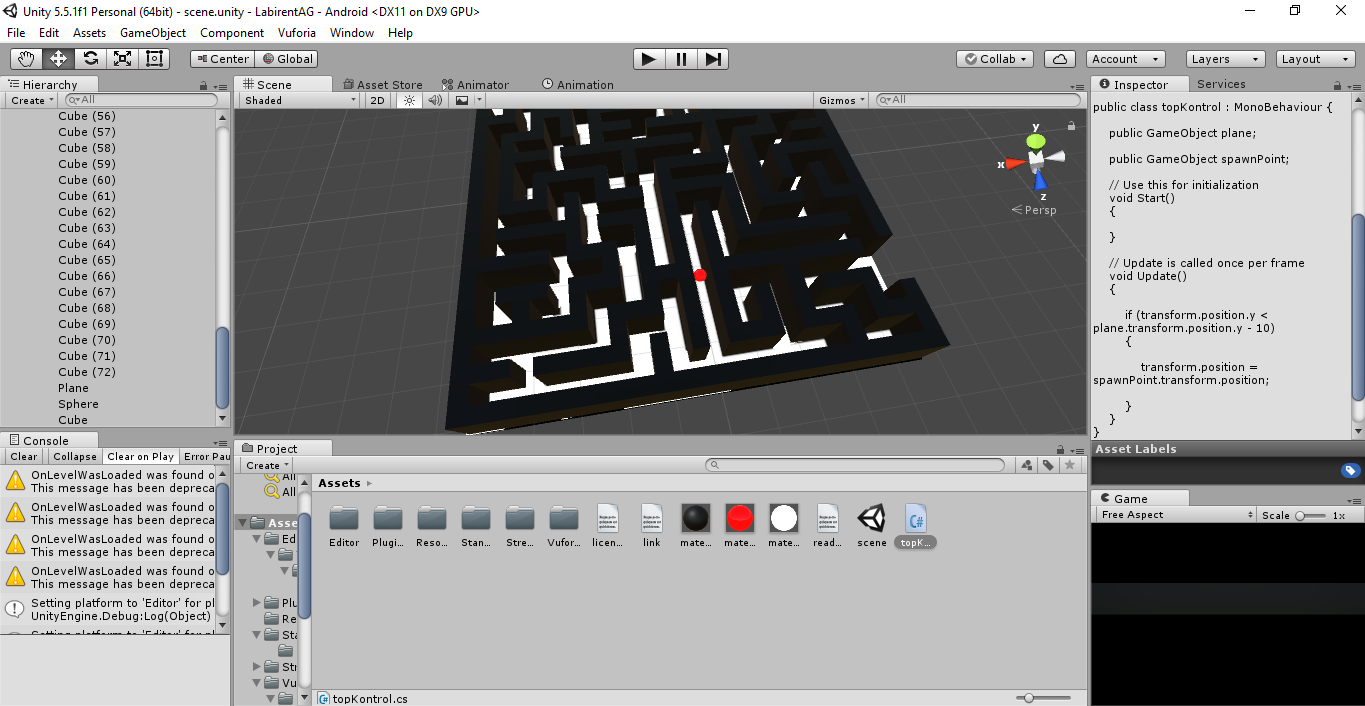 Unity 5.5.1f1 Personal (64bit) - scene.unity - LabirentAG - Android <DX11 on DX9 GPU>
File Edit Assets GameObject Component Vuforia Window Help
Center Global Collab Account Layers Layout
Hierarchy
Create All
Cube (56)
Cube (57)
Cube (58)
Cube (59)
Cube (60)
Cube (61)
Cube (62)
Cube (63)
Cube (64)
Cube (65)
Cube (66)
Cube (67)
Cube (68)
Cube (69)
Cube (70)
Cube (71)
Cube (72)
Plane
Sphere
Cube
Scene Asset Store Animator Animation
Shaded 2D Gizmos All
y
x
z
Persp
Inspector Services
public class topKontrol : MonoBehaviour {
public GameObject plane;
public GameObject spawnPoint;
// Use this for initialization
void Start()
{
}
// Update is called once per frame
void Update()
{
if (transform.position.y <
plane.transform.position.y - 10)
{
transform.position =
spawnPoint.transform.position;
}
}
}
Asset Labels
Console
Clear Collapse Clear on Play Error Pau
OnLevelWasLoaded was found o
This message has been depreca
OnLevelWasLoaded was found o
This message has been depreca
OnLevelWasLoaded was found o
This message has been depreca
OnLevelWasLoaded was found o
This message has been depreca
Setting platform to 'Editor' for pl
UnityEngine.Debug:Log(Object)
Setting platform to 'Editor' for pl
Project
Create
All
All
Asse
Ed
Plu
Re
Sta
Str
Vu
Assets
Editor Plugi... Reso... Stan... Stre... Vufor... licen... link mate... mate... mate... read... scene topK...
topKontrol.cs
Game
Free Aspect Scale 1x